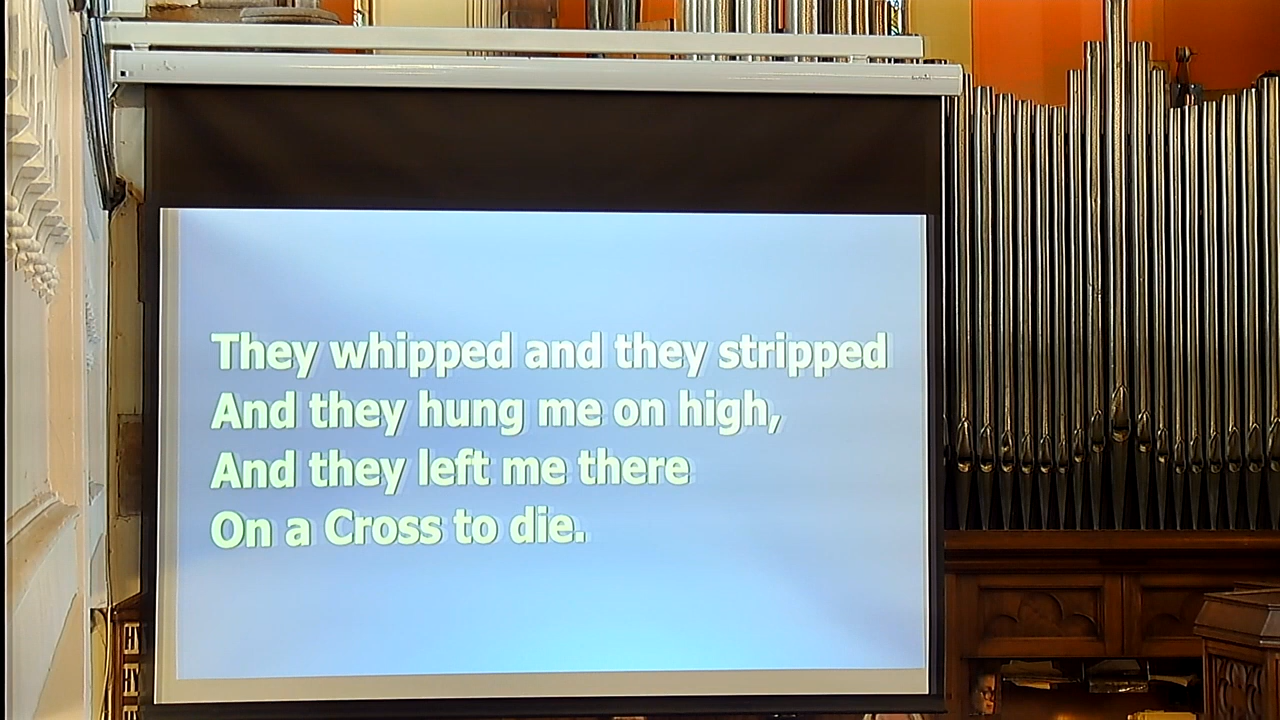 They whipped and they stripped
And they hung me on high,
And they left me there
On a Cross to die.